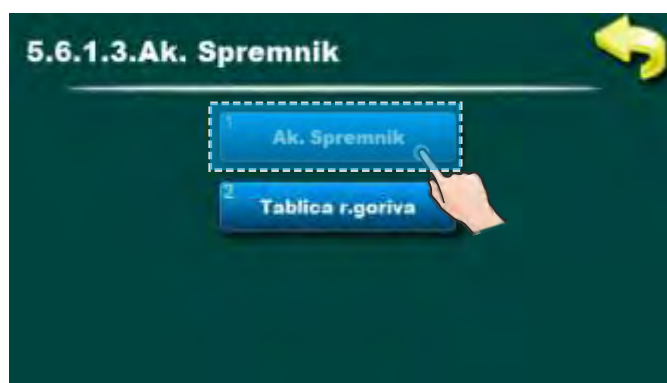 5.6.1.3.Ak. Spremnik
1
Ak. Spremnik
2
Tablica r.goriva